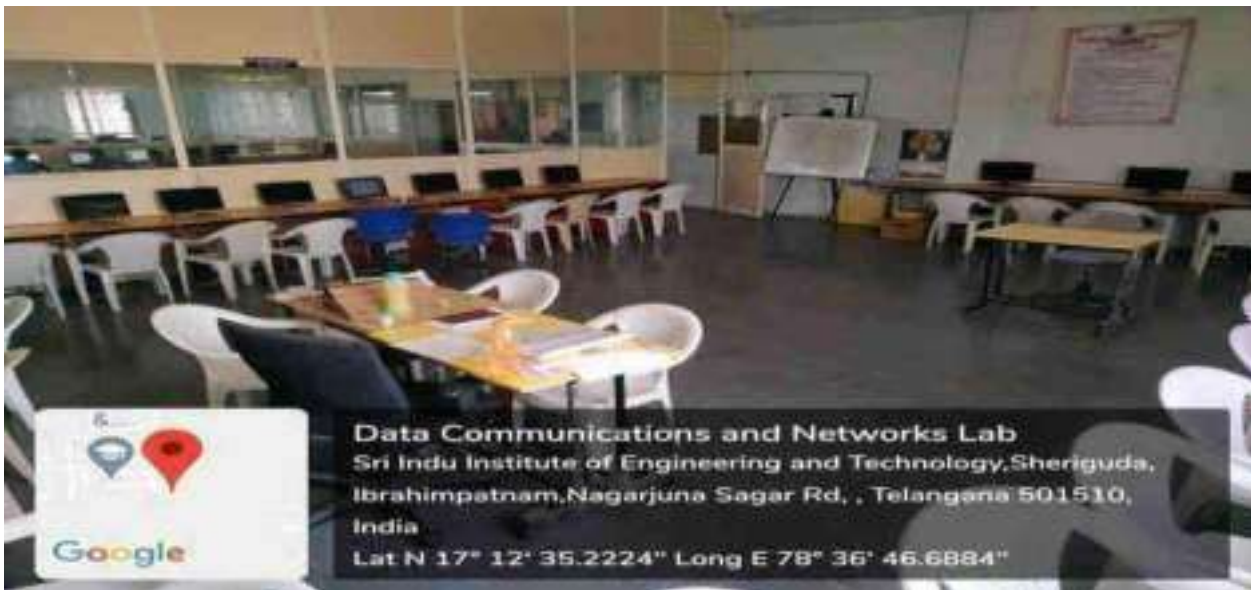 Data Communications and Networks Lab
Sri Indu Institute of Engineering and Technology,Sheriguda,
Ibrahimpatnam,Nagarjuna Sagar Rd, , Telangana 501510,
India
Lat N 17° 12' 35.2224" Long E 78° 36' 46.6884"
Google